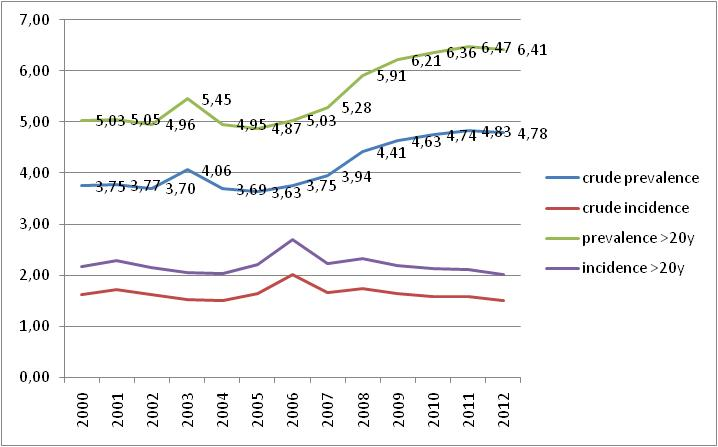 7,00
6,00
5,00
4,00
3,00
2,00
1,00
0,00
5,03 5,05 4,96 5,45 4,95 4,87 5,03 5,28 5,91 6,21 6,36 6,47 6,41
3,75 3,77 3,70 4,06 3,69 3,63 3,75 3,94 4,41 4,63 4,74 4,83 4,78
2000 2001 2002 2003 2004 2005 2006 2007 2008 2009 2010 2011 2012
crude prevalence
crude incidence
prevalence >20y
incidence >20y